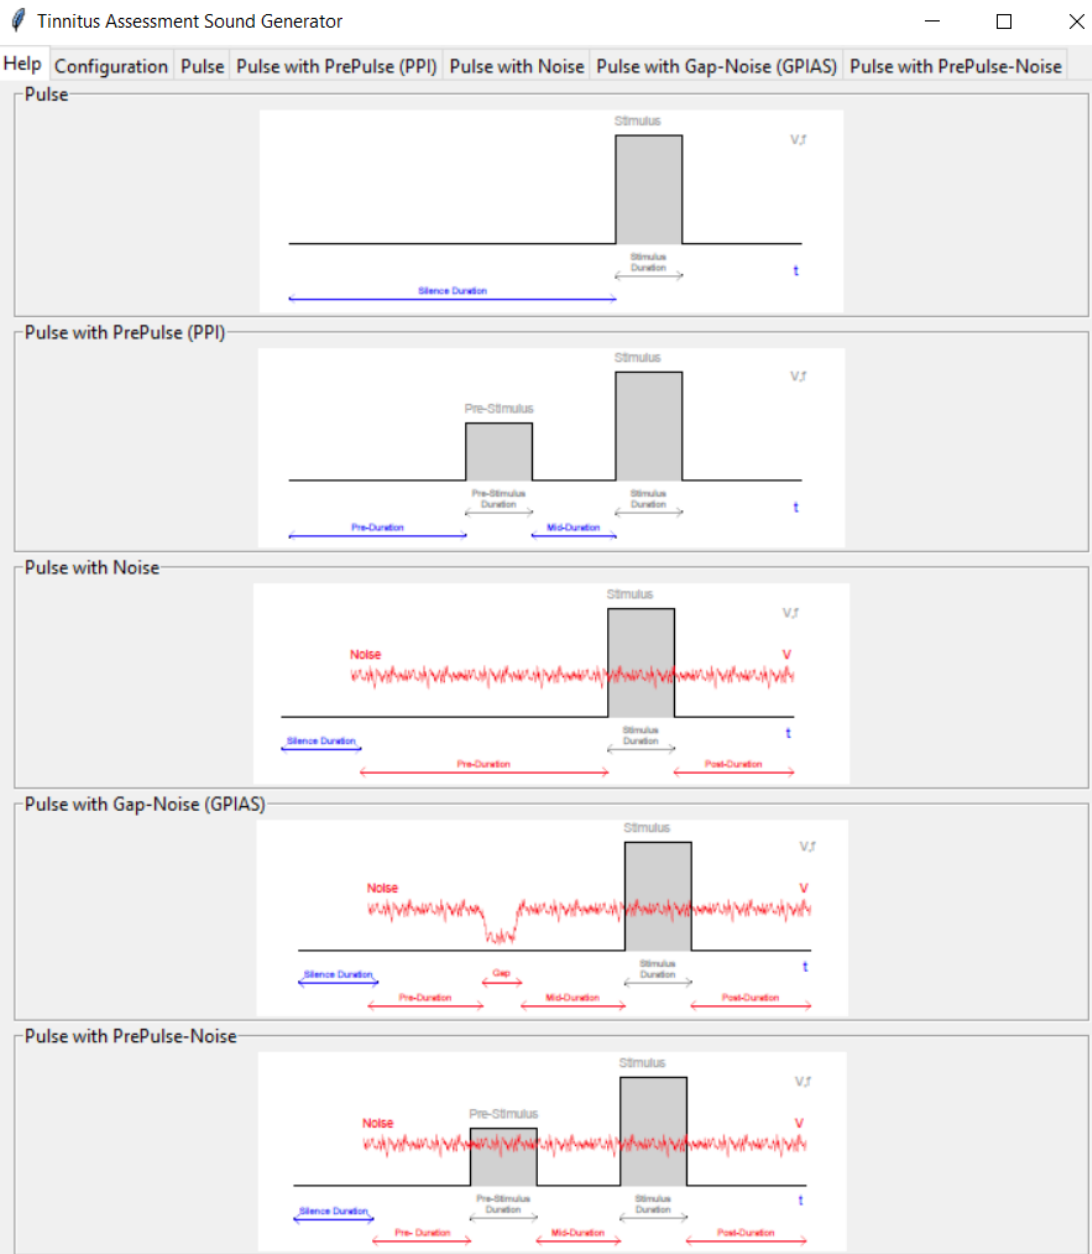 Tinnitus Assessment Sound Generator
Help Configuration Pulse Pulse with PrePulse (PPI) Pulse with Noise Pulse with Gap-Noise (GPIAS) Pulse with PrePulse-Noise
Pulse
Stimulus
V,f
Stimulus
Duration
t
Silence Duration
Pulse with PrePulse (PPI)
Stimulus
V,f
Pre-Stimulus
Pre-Stimulus
Duration
Stimulus
Duration
t
Pre-Duration
Mid-Duration
Pulse with Noise
Stimulus
V,f
Noise
V
Stimulus
Duration
t
Silence Duration
Pre-Duration
Post-Duration
Pulse with Gap-Noise (GPIAS)
Stimulus
V,f
Noise
V
Stimulus
Duration
t
Silence Duration
Gap
Pre-Duration
Mid-Duration
Post-Duration
Pulse with PrePulse-Noise
Stimulus
V,f
Pre-Stimulus
Noise
V
Pre-Stimulus
Duration
Stimulus
Duration
t
Silence Duration
Pre- Duration
Mid-Duration
Post-Duration